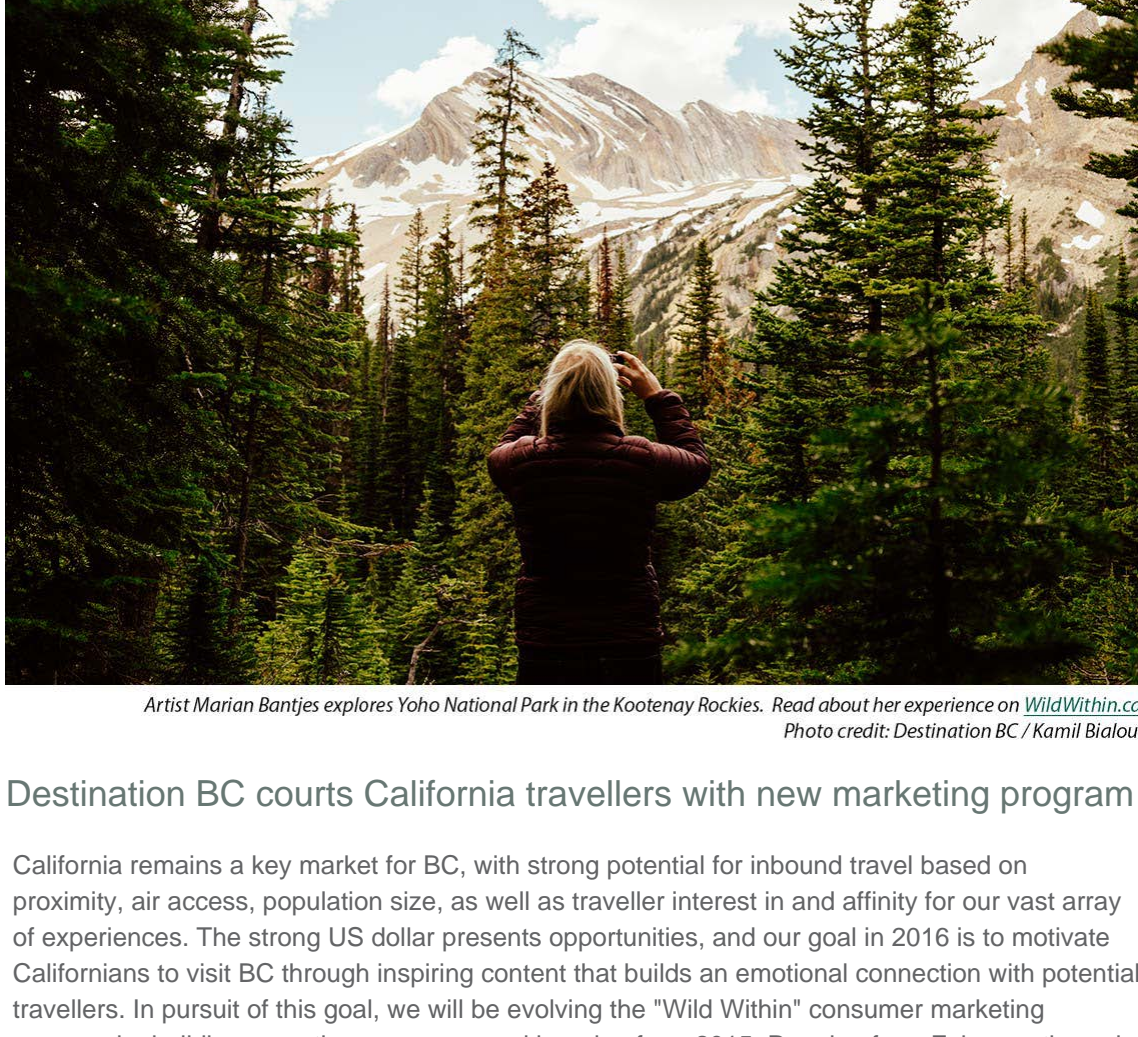 Artist Marian Bantjes explores Yoho National Park in the Kootenay Rockies. Read about her experience on WildWithin.ca
Photo credit: Destination BC / Kamil Bialou
Destination BC courts California travellers with new marketing program
California remains a key market for BC, with strong potential for inbound travel based on
proximity, air access, population size, as well as traveller interest in and affinity for our vast array
of experiences. The strong US dollar presents opportunities, and our goal in 2016 is to motivate
Californians to visit BC through inspiring content that builds an emotional connection with potential
travellers. In pursuit of this goal, we will be evolving the "Wild Within" consumer marketing